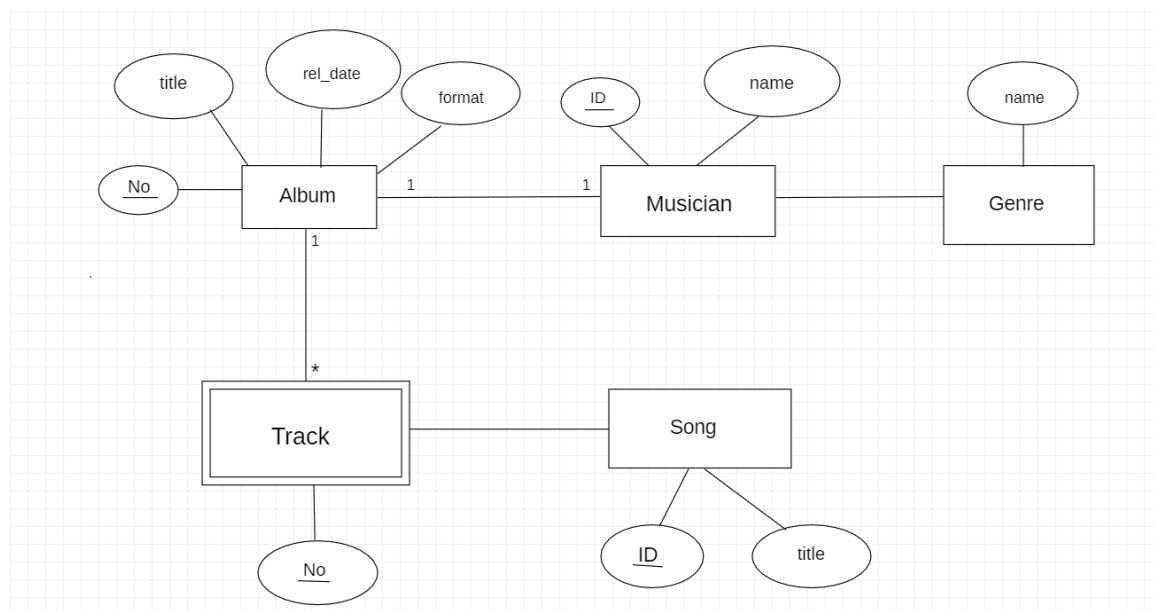 title
rel_date
format
ID
name
name
No
Album
1
1
Musician
Genre
1
*
Track
Song
No
ID
title